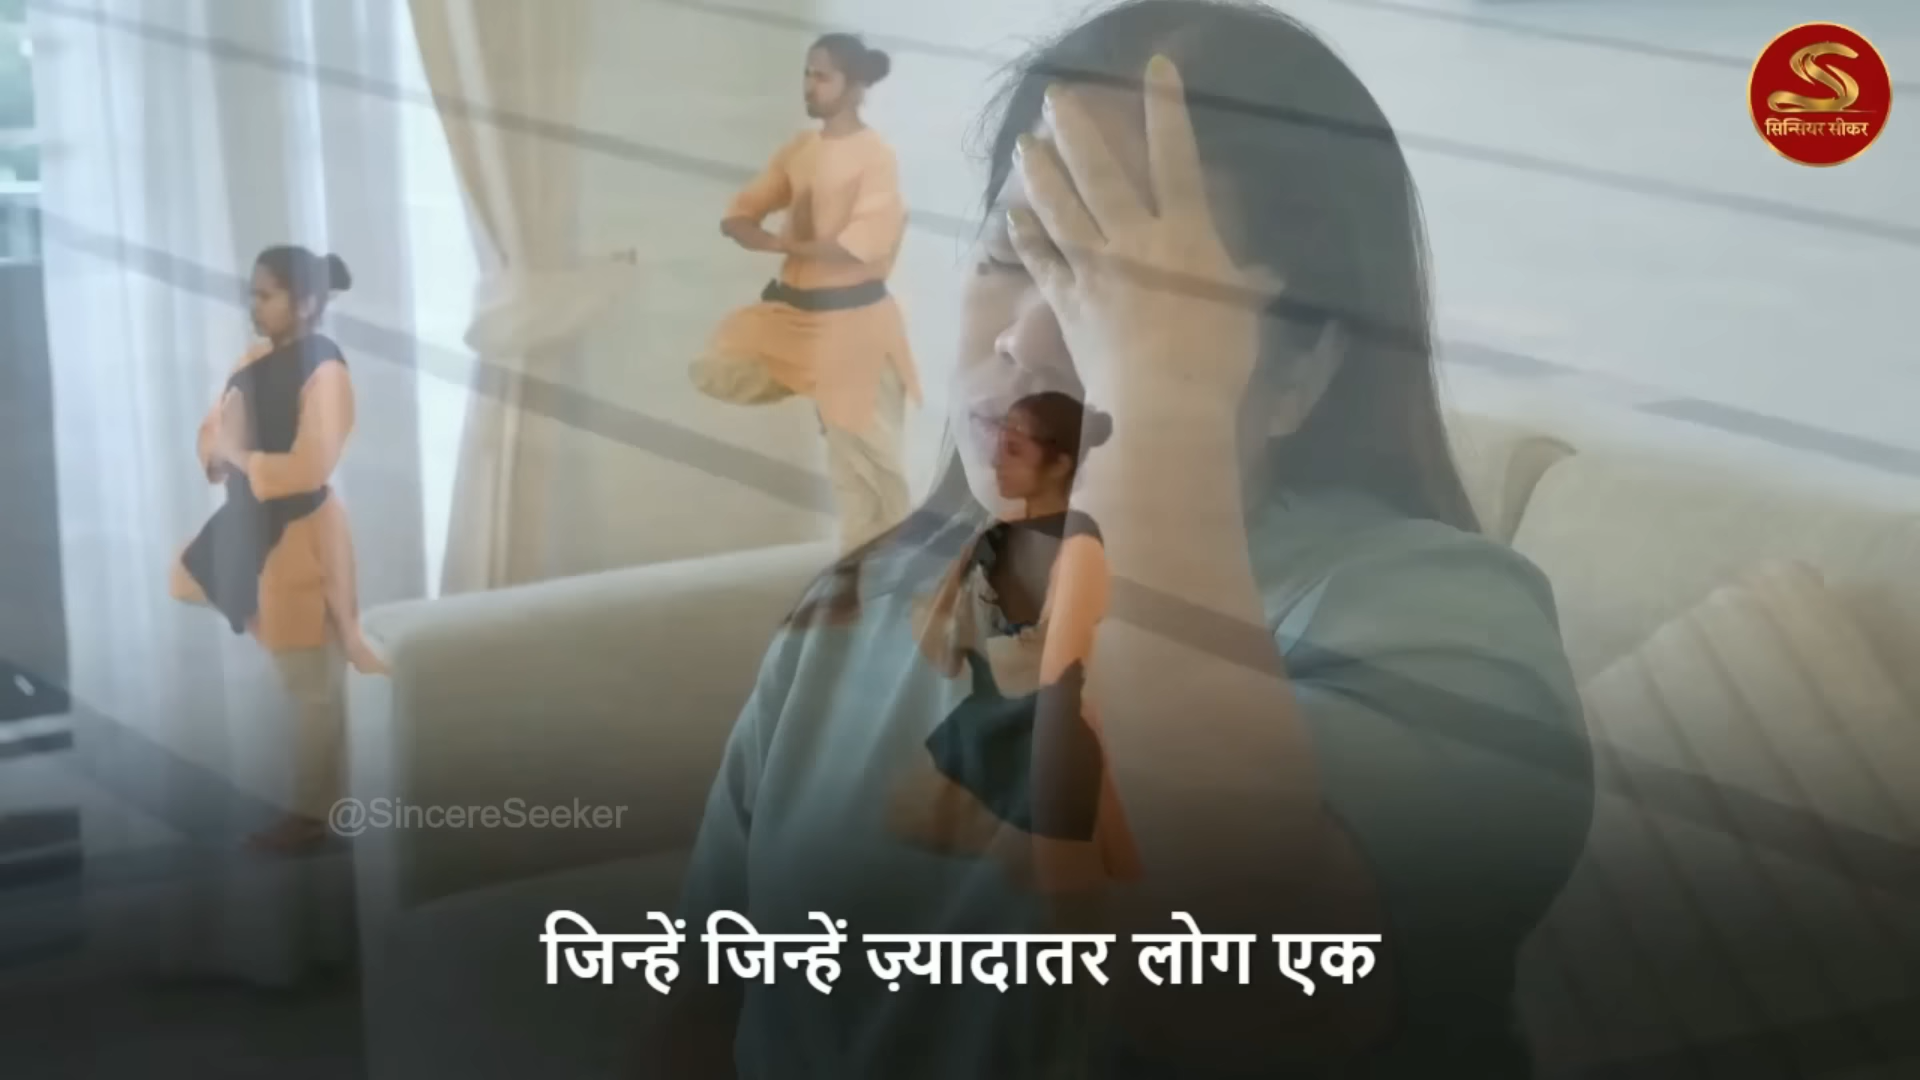 सिन्सियर सीकर
@SincereSeeker
जिन्हें जिन्हें ज़्यादातर लोग एक